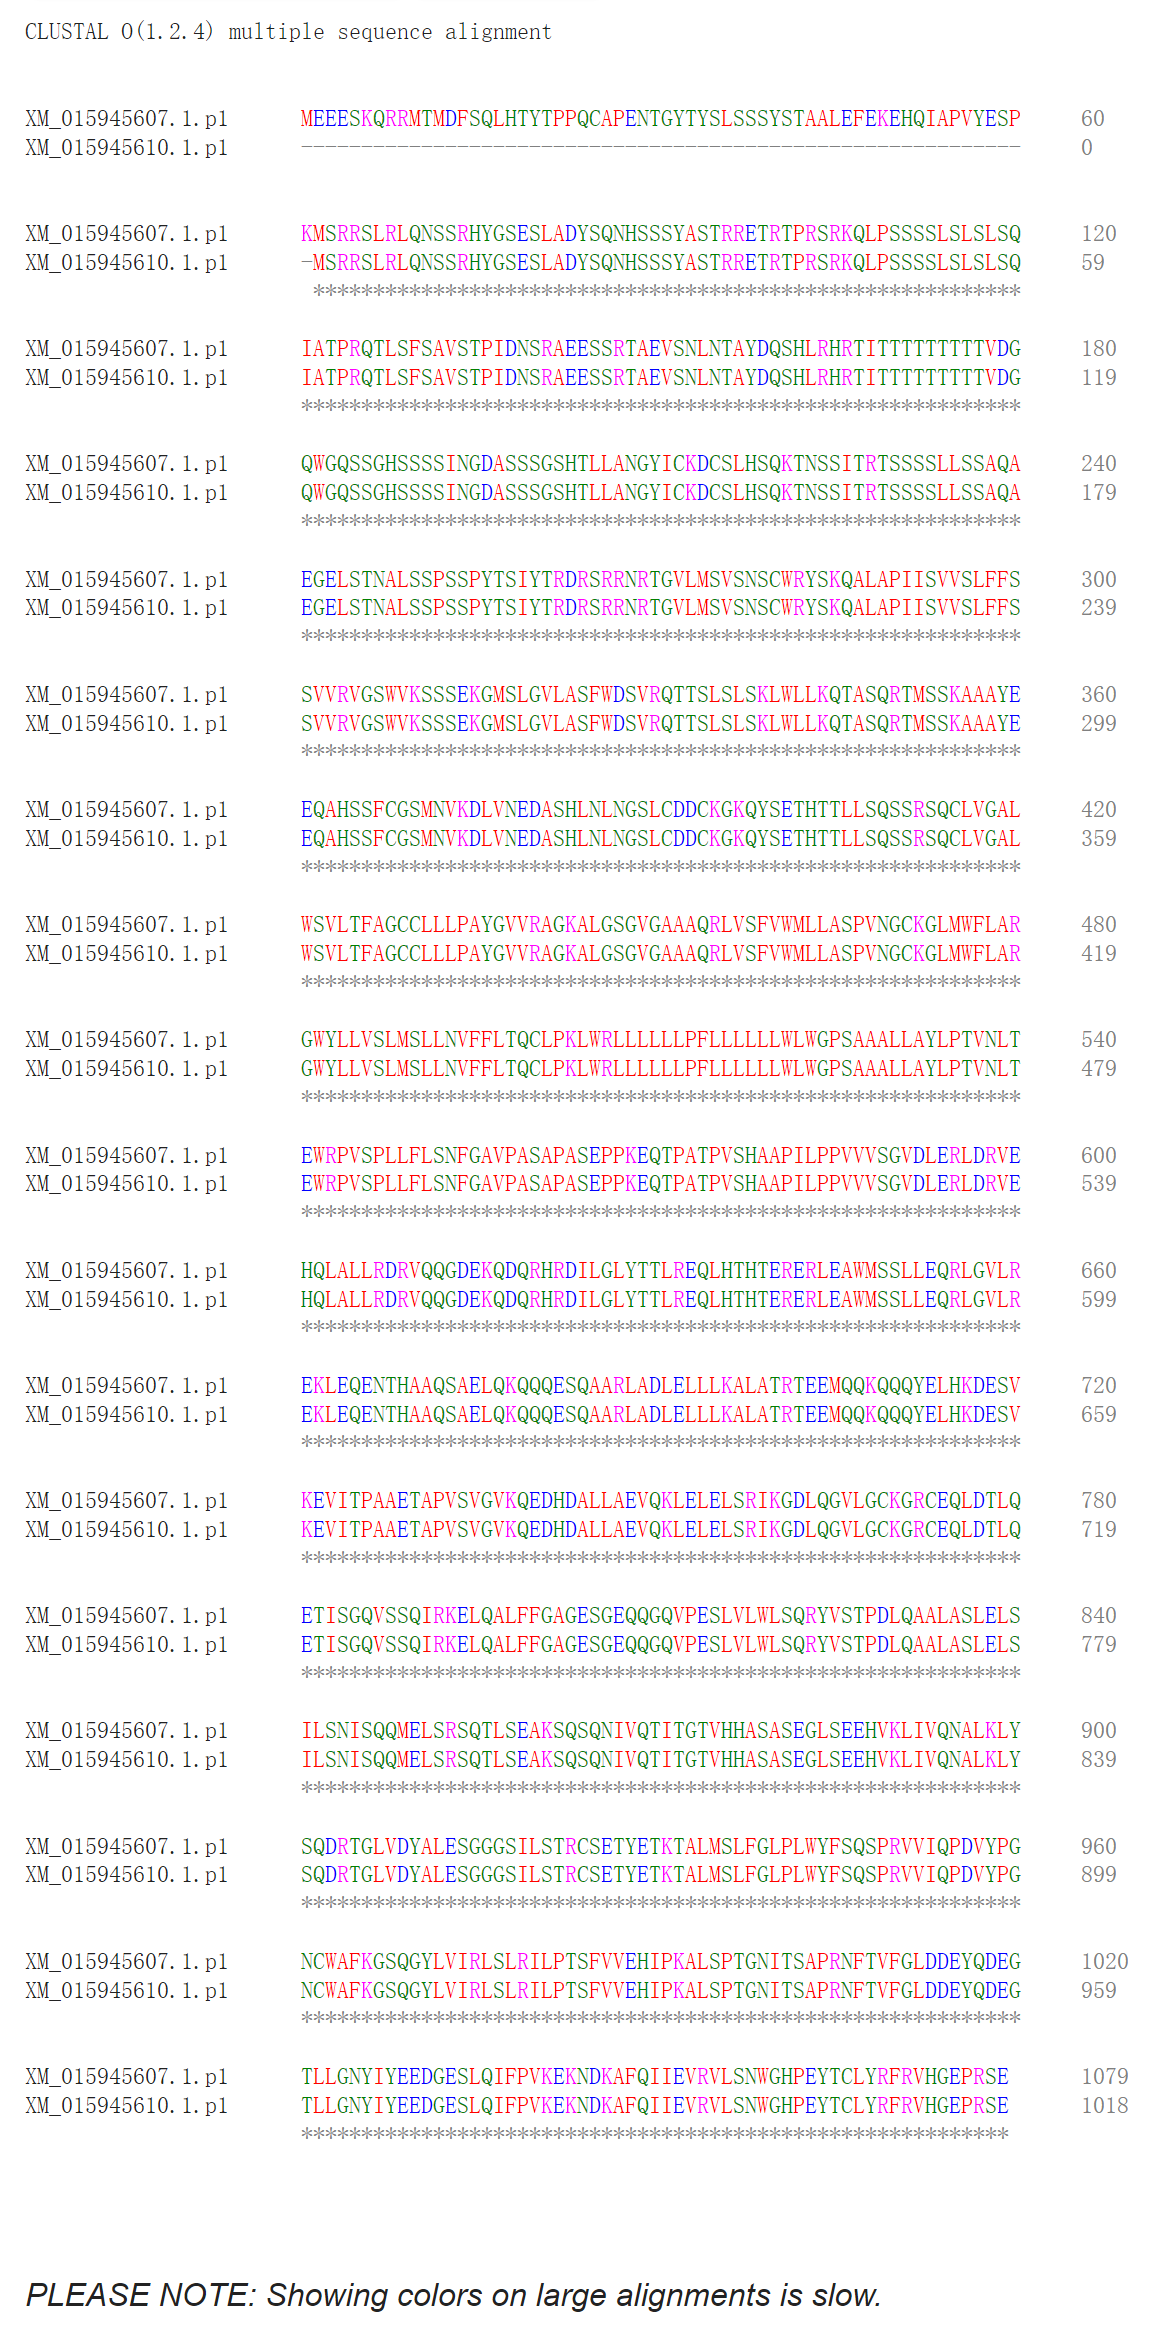 CLUSTAL O(1.2.4) multiple sequence alignment
XM_015945607.1.p1 MEEESKQRRMTMDFSQLHTYTPPQCAPENTGYTYSLSSSYSTAALEFEKEHQIAPVYESP 60
XM_015945610.1.p1 ------------------------------------------------------------ 0
XM_015945607.1.p1 KMSRRSLRLQNSSRHYGSESLADYSQNHSSSYASTRRETRTPRSRKQLPSSSSLSLSLSQ 120
XM_015945610.1.p1 -MSRRSLRLQNSSRHYGSESLADYSQNHSSSYASTRRETRTPRSRKQLPSSSSLSLSLSQ 59
***********************************************************
XM_015945607.1.p1 IATPRQTLSFSAVSTPIDNSRAEESSRTAEVSNLNTAYDQSHLRHRTITTTTTTTTTVDG 180
XM_015945610.1.p1 IATPRQTLSFSAVSTPIDNSRAEESSRTAEVSNLNTAYDQSHLRHRTITTTTTTTTTVDG 119
************************************************************
XM_015945607.1.p1 QWGQSSGHSSSSINGDASSSGSHTLLANGYICKDCSLHSQKTNSSITRTSSSSLLSSAQA 240
XM_015945610.1.p1 QWGQSSGHSSSSINGDASSSGSHTLLANGYICKDCSLHSQKTNSSITRTSSSSLLSSAQA 179
************************************************************
XM_015945607.1.p1 EGELSTNALSSPSSPYTSIYTRDRSRRNRTGVLMSVSNSCWRYSKQALAPIISVVSLFFS 300
XM_015945610.1.p1 EGELSTNALSSPSSPYTSIYTRDRSRRNRTGVLMSVSNSCWRYSKQALAPIISVVSLFFS 239
************************************************************
XM_015945607.1.p1 SVVRVGSWVKSSSEKGMSLGVLASFWDSVRQTTSLSLSKLWLLKQTASQRTMSSKAAAYE 360
XM_015945610.1.p1 SVVRVGSWVKSSSEKGMSLGVLASFWDSVRQTTSLSLSKLWLLKQTASQRTMSSKAAAYE 299
************************************************************
XM_015945607.1.p1 EQAHSSFCGSMNVKDLVNEDASHLNLNGSLCDDCKGKQYSETHTTLLSQSSRSQCLVGAL 420
XM_015945610.1.p1 EQAHSSFCGSMNVKDLVNEDASHLNLNGSLCDDCKGKQYSETHTTLLSQSSRSQCLVGAL 359
************************************************************
XM_015945607.1.p1 WSVLTFAGCCLLLPAYGVVRAGKALGSGVGAAAQRLVSFVWMLLASPVNGCKGLMWFLAR 480
XM_015945610.1.p1 WSVLTFAGCCLLLPAYGVVRAGKALGSGVGAAAQRLVSFVWMLLASPVNGCKGLMWFLAR 419
************************************************************
XM_015945607.1.p1 GWYLLVSLMSLLNVFFLTQCLPKLWRLLLLLLPFLLLLLLWLWGPSAAALLAYLPTVNLT 540
XM_015945610.1.p1 GWYLLVSLMSLLNVFFLTQCLPKLWRLLLLLLPFLLLLLLWLWGPSAAALLAYLPTVNLT 479
************************************************************
XM_015945607.1.p1 EWRPVSPLLFLSNFGAVPASAPASEPPKEQTPATPVSHAAPILPPVVVSGVDLERLDRVE 600
XM_015945610.1.p1 EWRPVSPLLFLSNFGAVPASAPASEPPKEQTPATPVSHAAPILPPVVVSGVDLERLDRVE 539
************************************************************
XM_015945607.1.p1 HQLALLRDRVQQGDEKQDQRHRDILGLYTTLREQLHTHTERERLEAWMSSLLEQRLGVLR 660
XM_015945610.1.p1 HQLALLRDRVQQGDEKQDQRHRDILGLYTTLREQLHTHTERERLEAWMSSLLEQRLGVLR 599
************************************************************
XM_015945607.1.p1 EKLEQENTHAAQSAELQKQQQESQAARLADLELLLKALATRTEEMQQKQQQYELHKDESV 720
XM_015945610.1.p1 EKLEQENTHAAQSAELQKQQQESQAARLADLELLLKALATRTEEMQQKQQQYELHKDESV 659
************************************************************
XM_015945607.1.p1 KEVITPAAETAPVSVGVKQEDHDALLAEVQKLELELSRIKGDLQGVLGCKGRCEQLDTLQ 780
XM_015945610.1.p1 KEVITPAAETAPVSVGVKQEDHDALLAEVQKLELELSRIKGDLQGVLGCKGRCEQLDTLQ 719
************************************************************
XM_015945607.1.p1 ETISGQVSSQIRKELQALFFGAGESGEQQGQVPESLVLWLSQRYVSTPDLQAALASLELS 840
XM_015945610.1.p1 ETISGQVSSQIRKELQALFFGAGESGEQQGQVPESLVLWLSQRYVSTPDLQAALASLELS 779
************************************************************
XM_015945607.1.p1 ILSNISQQMELSRSQTLSEAKSQSQNIVQTITGTVHHASASEGLSEEHVKLIVQNALKLY 900
XM_015945610.1.p1 ILSNISQQMELSRSQTLSEAKSQSQNIVQTITGTVHHASASEGLSEEHVKLIVQNALKLY 839
************************************************************
XM_015945607.1.p1 SQDRTGLVDYALESGGGSILSTRCSETYETKTALMSLFGLPLWYFSQSPRVVIQPDVYPG 960
XM_015945610.1.p1 SQDRTGLVDYALESGGGSILSTRCSETYETKTALMSLFGLPLWYFSQSPRVVIQPDVYPG 899
************************************************************
XM_015945607.1.p1 NCWAFKGSQGYLVIRLSLRILPTSFVVEHIPKALSPTGNITSAPRNFTVFGLDDEYQDEG 1020
XM_015945610.1.p1 NCWAFKGSQGYLVIRLSLRILPTSFVVEHIPKALSPTGNITSAPRNFTVFGLDDEYQDEG 959
************************************************************
XM_015945607.1.p1 TLLGNYIYEEDGESLQIFPVKEKNDKAFQIIEVRVLSNWGHPEYTCLYRFRVHGEPRSE 1079
XM_015945610.1.p1 TLLGNYIYEEDGESLQIFPVKEKNDKAFQIIEVRVLSNWGHPEYTCLYRFRVHGEPRSE 1018
***********************************************************
PLEASE NOTE: Showing colors on large alignments is slow.